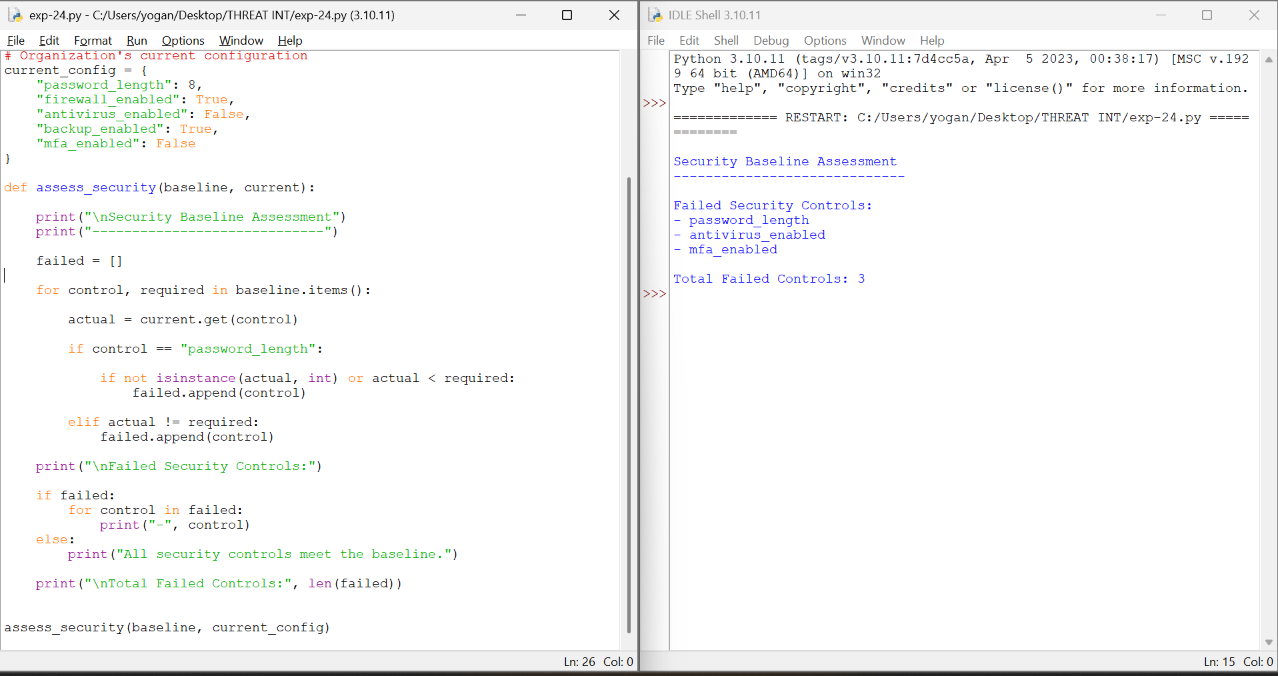 exp-24.py - C:/Users/yogan/Desktop/THREAT INT/exp-24.py (3.10.11)
File Edit Format Run Options Window Help
# Organization's current configuration
current_config = {
    "password_length": 8,
    "firewall_enabled": True,
    "antivirus_enabled": False,
    "backup_enabled": True,
    "mfa_enabled": False
}
def assess_security(baseline, current):
    print("\nSecurity Baseline Assessment")
    print("-----------------------------")
    failed = []
    for control, required in baseline.items():
        actual = current.get(control)
        if control == "password_length":
            if not isinstance(actual, int) or actual < required:
                failed.append(control)
        elif actual != required:
            failed.append(control)
    print("\nFailed Security Controls:")
    if failed:
        for control in failed:
            print("-", control)
    else:
        print("All security controls meet the baseline.")
    print("\nTotal Failed Controls:", len(failed))
assess_security(baseline, current_config)
Ln: 26 Col: 0
IDLE Shell 3.10.11
File Edit Shell Debug Options Window Help
Python 3.10.11 (tags/v3.10.11:7d4cc5a, Apr  5 2023, 00:38:17) [MSC v.192
9 64 bit (AMD64)] on win32
Type "help", "copyright", "credits" or "license()" for more information.
>>>
============= RESTART: C:/Users/yogan/Desktop/THREAT INT/exp-24.py =====
========
Security Baseline Assessment
-----------------------------
Failed Security Controls:
- password_length
- antivirus_enabled
- mfa_enabled
Total Failed Controls: 3
>>>
Ln: 15 Col: 0